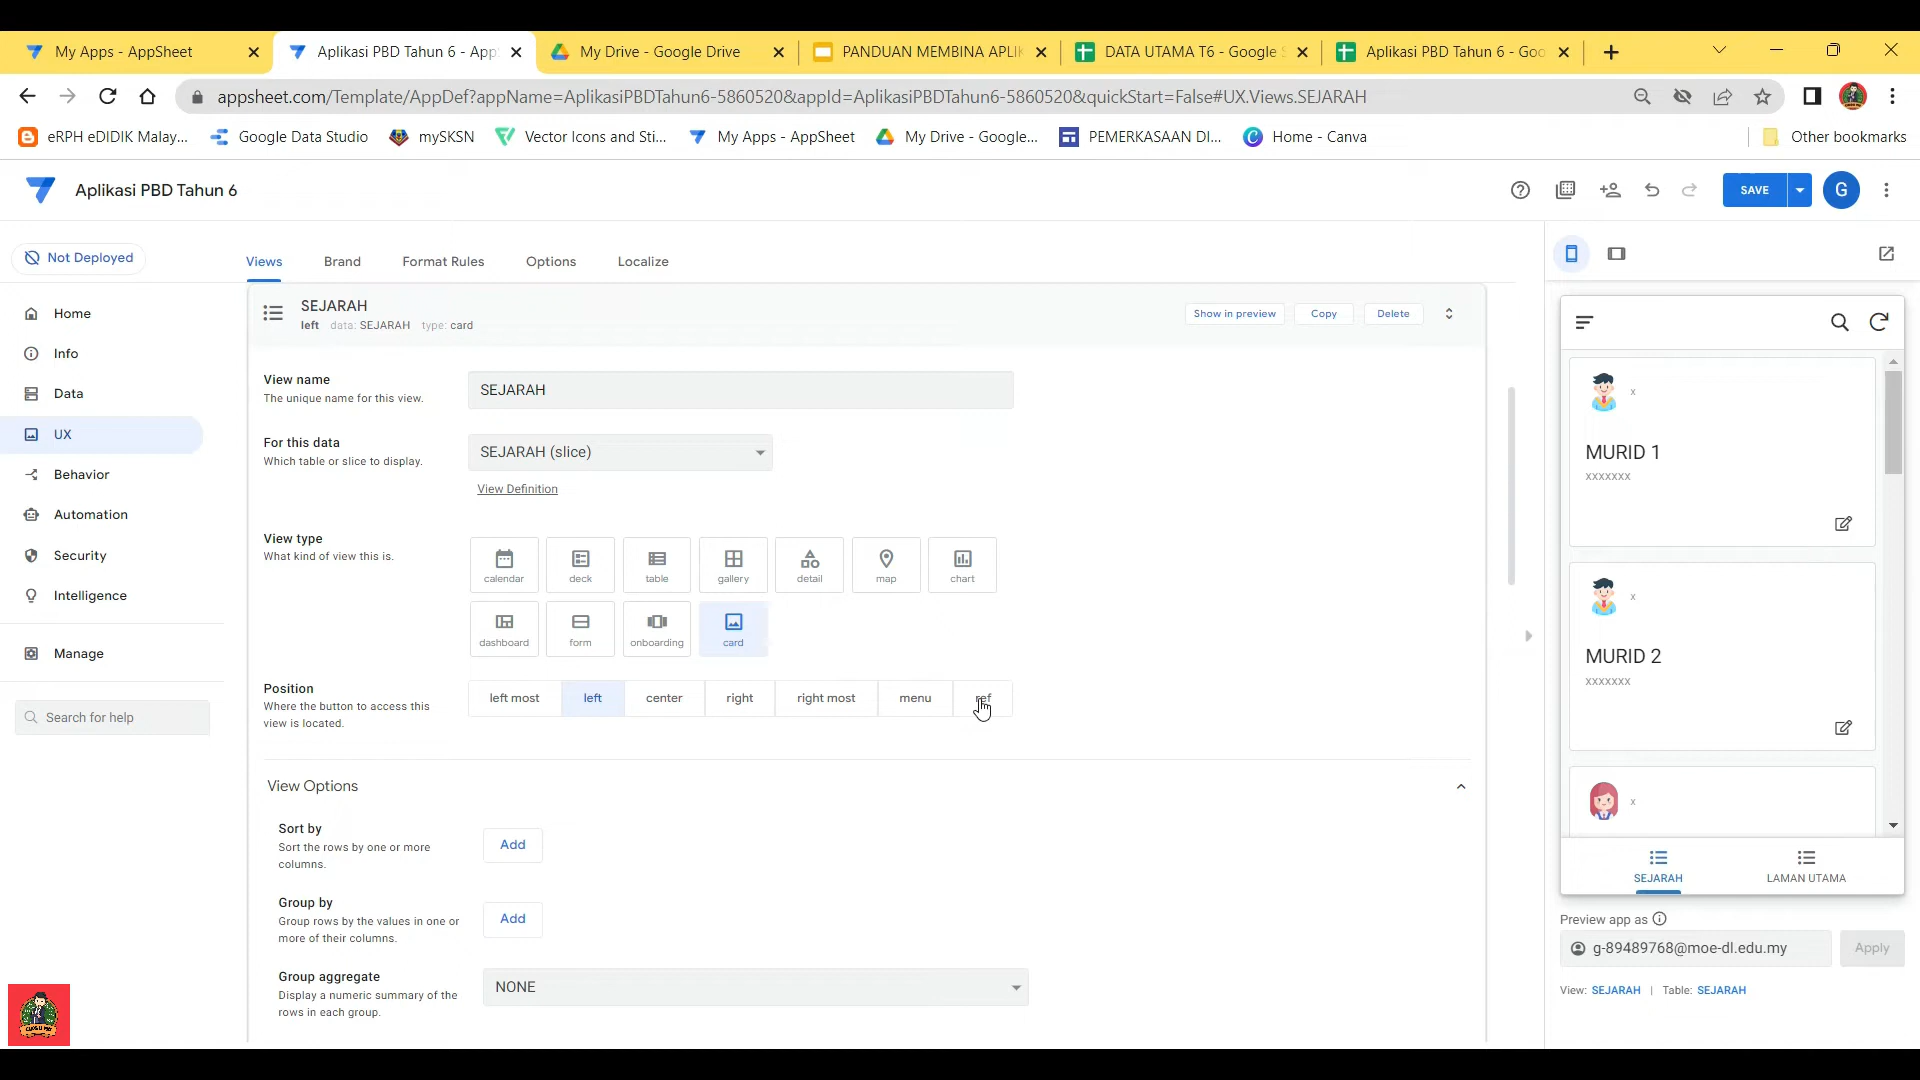 My Apps - AppSheet
Aplikasi PBD Tahun 6 - App
My Drive - Google Drive
PANDUAN MEMBINA APLIK
DATA UTAMA T6 - Google S
Aplikasi PBD Tahun 6 - Goo
appsheet.com/Template/AppDef?appName=AplikasiPBDTahun6-5860520&appId=AplikasiPBDTahun6-5860520&quickStart=False#UX.Views.SEJARAH
eRPH eDIDIK Malay...
Google Data Studio
mySKSN
Vector Icons and Sti...
My Apps - AppSheet
My Drive - Google...
PEMERKASAAN DI...
Home - Canva
Other bookmarks
Aplikasi PBD Tahun 6
SAVE
G
Not Deployed
Views
Brand
Format Rules
Options
Localize
Home
Info
Data
UX
Behavior
Automation
Security
Intelligence
Manage
Search for help
SEJARAH
left data: SEJARAH type: card
Show in preview
Copy
Delete
View name
The unique name for this view.
SEJARAH
For this data
Which table or slice to display.
SEJARAH (slice)
View Definition
View type
What kind of view this is.
calendar
deck
table
gallery
detail
map
chart
dashboard
form
onboarding
card
Position
Where the button to access this
view is located.
left most
left
center
right
right most
menu
ref
View Options
Sort by
Sort the rows by one or more
columns.
Add
Group by
Group rows by the values in one or
more of their columns.
Add
Group aggregate
Display a numeric summary of the
rows in each group.
NONE
x
MURID 1
xxxxxxx
x
MURID 2
xxxxxxx
x
SEJARAH
LAMAN UTAMA
Preview app as
g-89489768@moe-dl.edu.my
Apply
View: SEJARAH | Table: SEJARAH